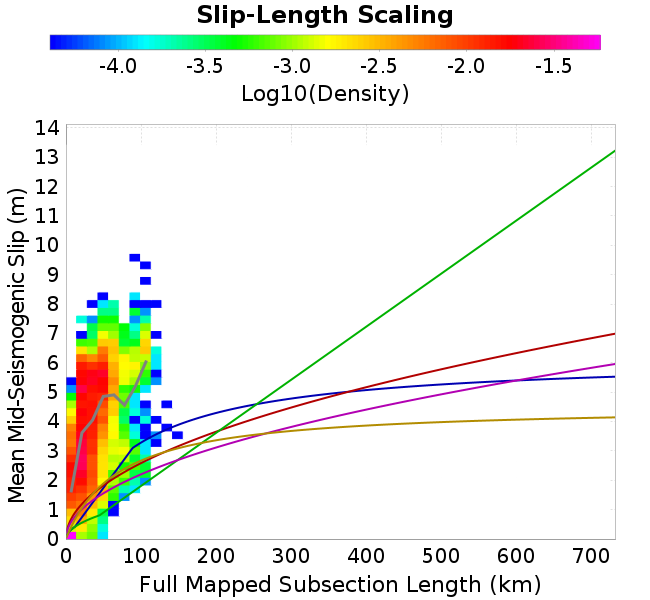 Slip-Length Scaling
-4.0 -3.5 -3.0 -2.5 -2.0 -1.5
Log10(Density)
14
13
12
11
10
9
8
7
6
5
4
3
2
1
0
Mean Mid-Seismogenic Slip (m)
0 100 200 300 400 500 600 700
Full Mapped Subsection Length (km)